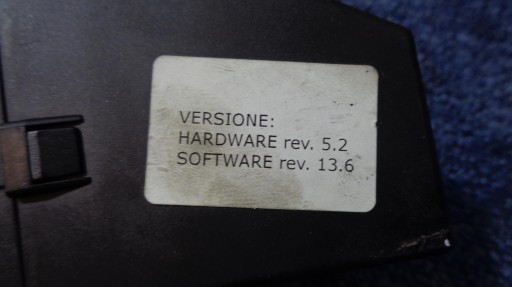 VERSIONE:
HARDWARE rev. 5.2
SOFTWARE rev. 13.6